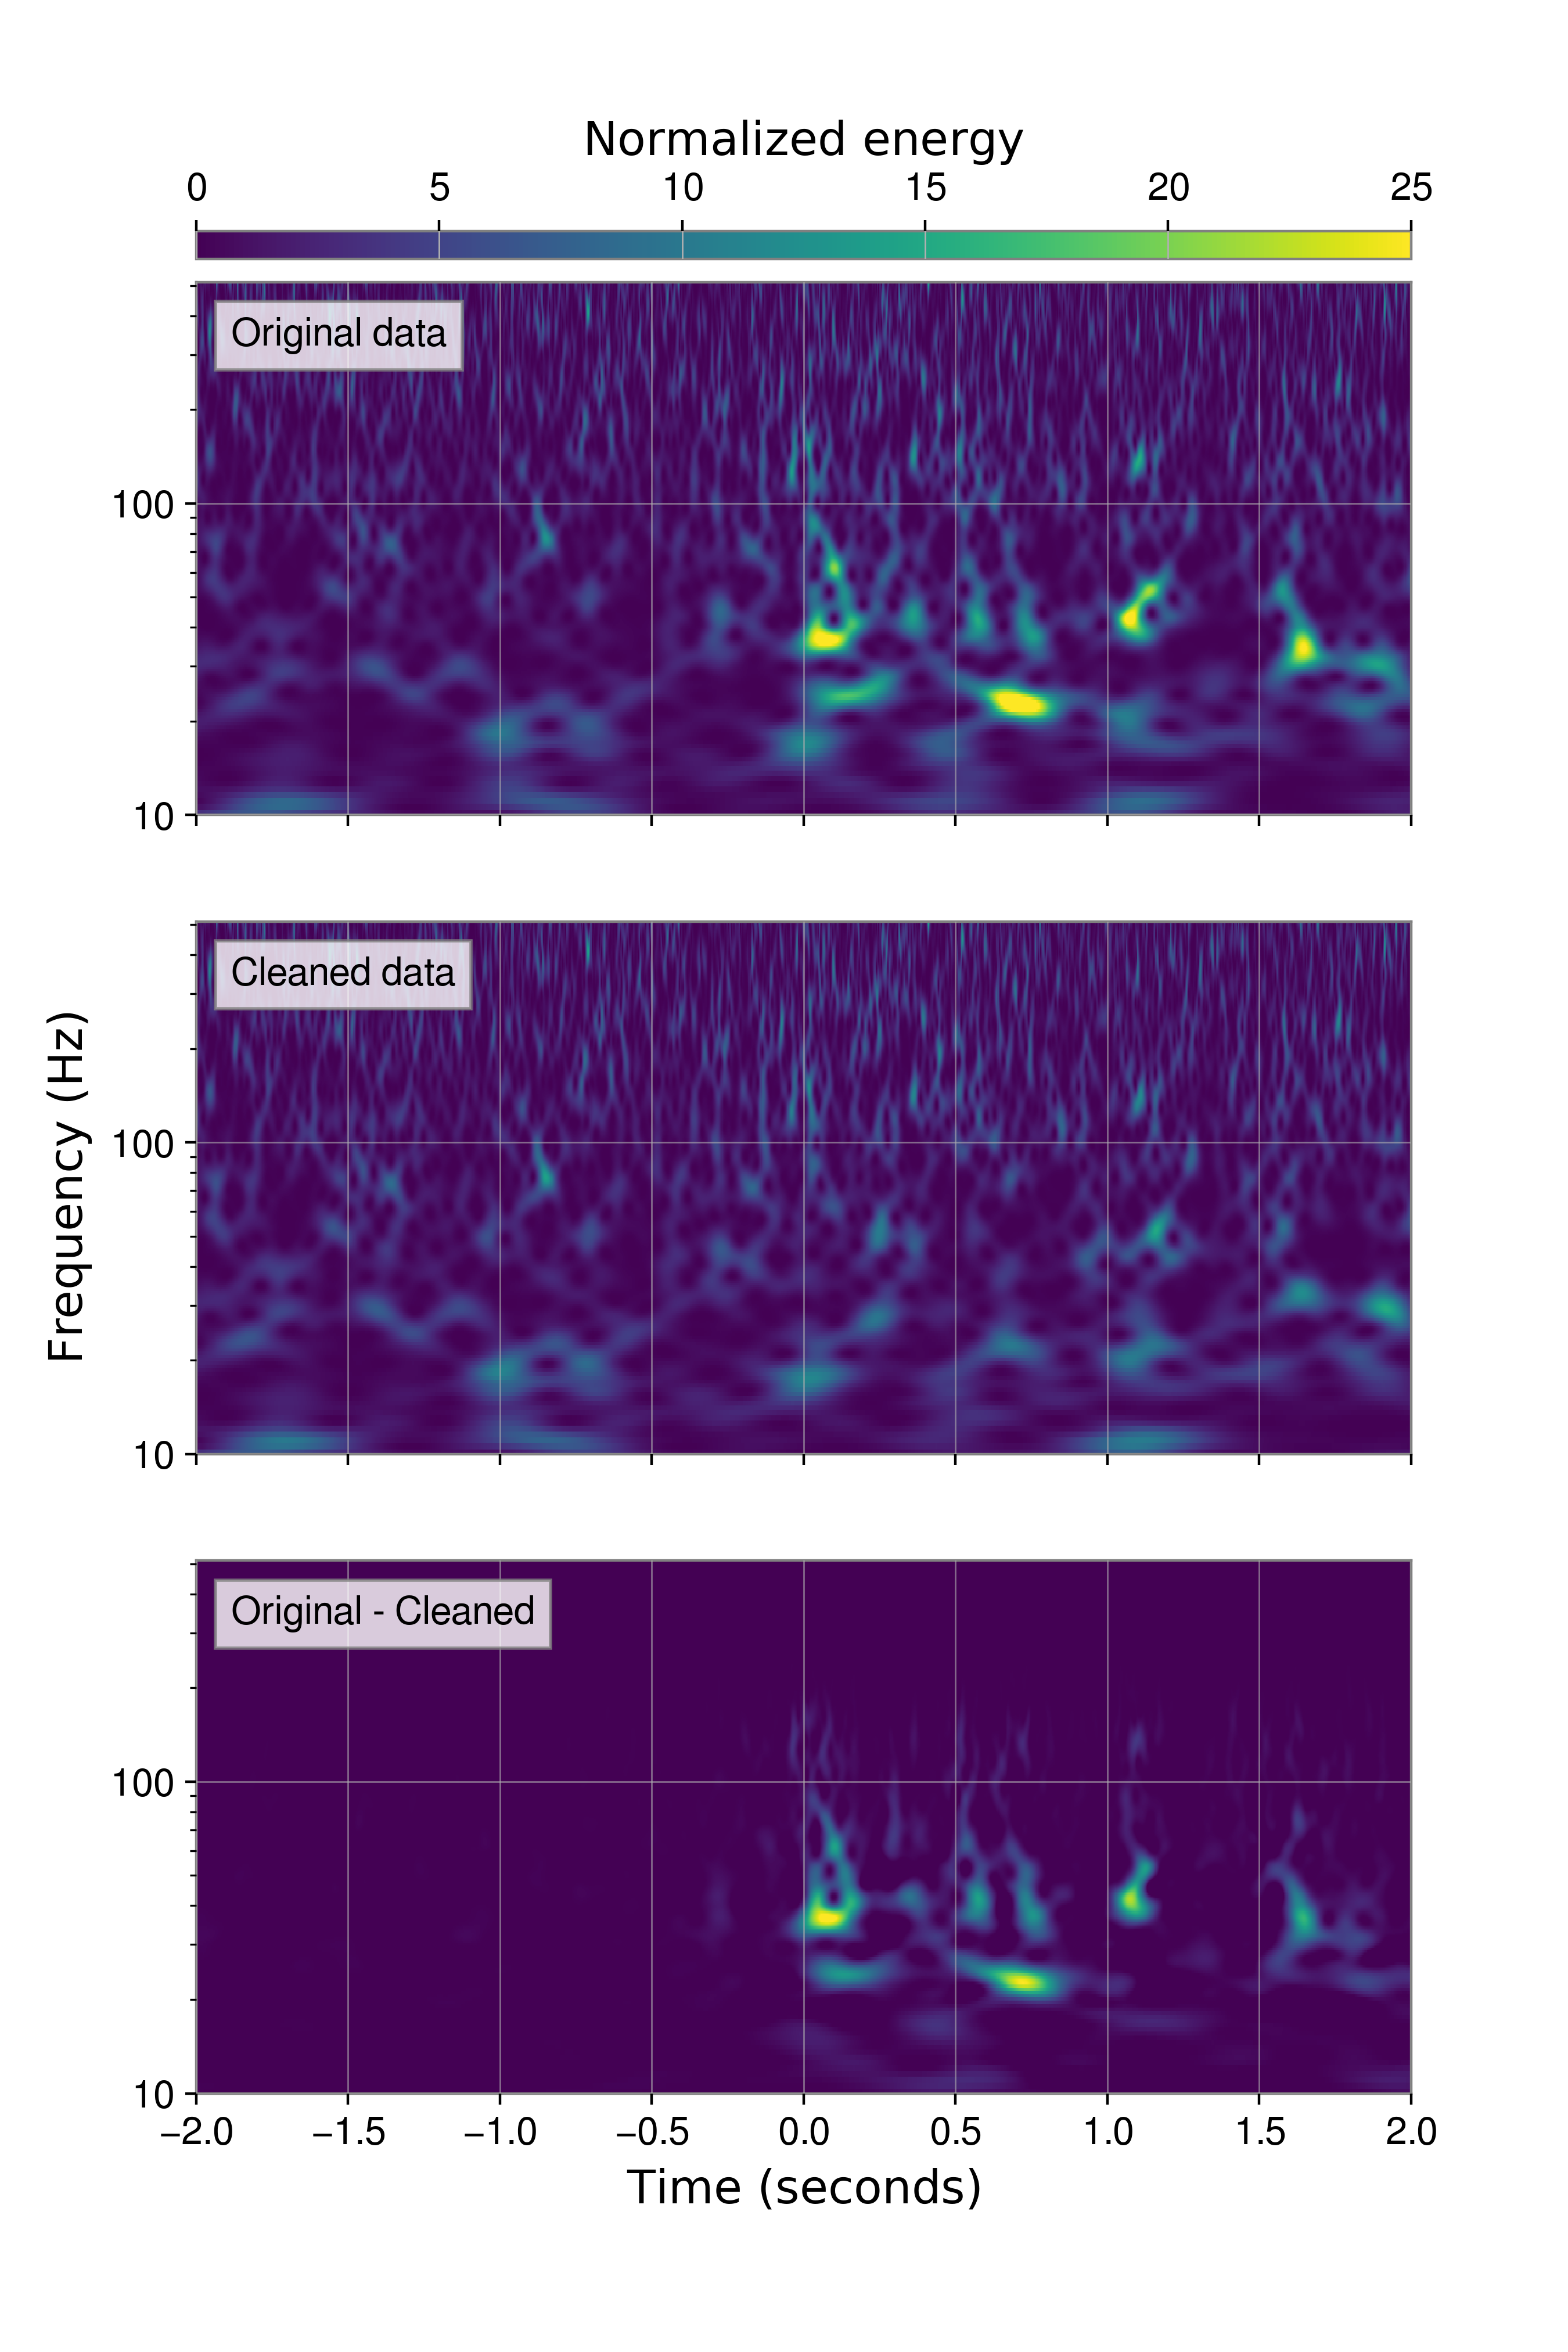 Normalized energy
0 5 10 15 20 25
Original data
100
10
Cleaned data
100
10
Frequency (Hz)
Original - Cleaned
100
10
−2.0 −1.5 −1.0 −0.5 0.0 0.5 1.0 1.5 2.0
Time (seconds)